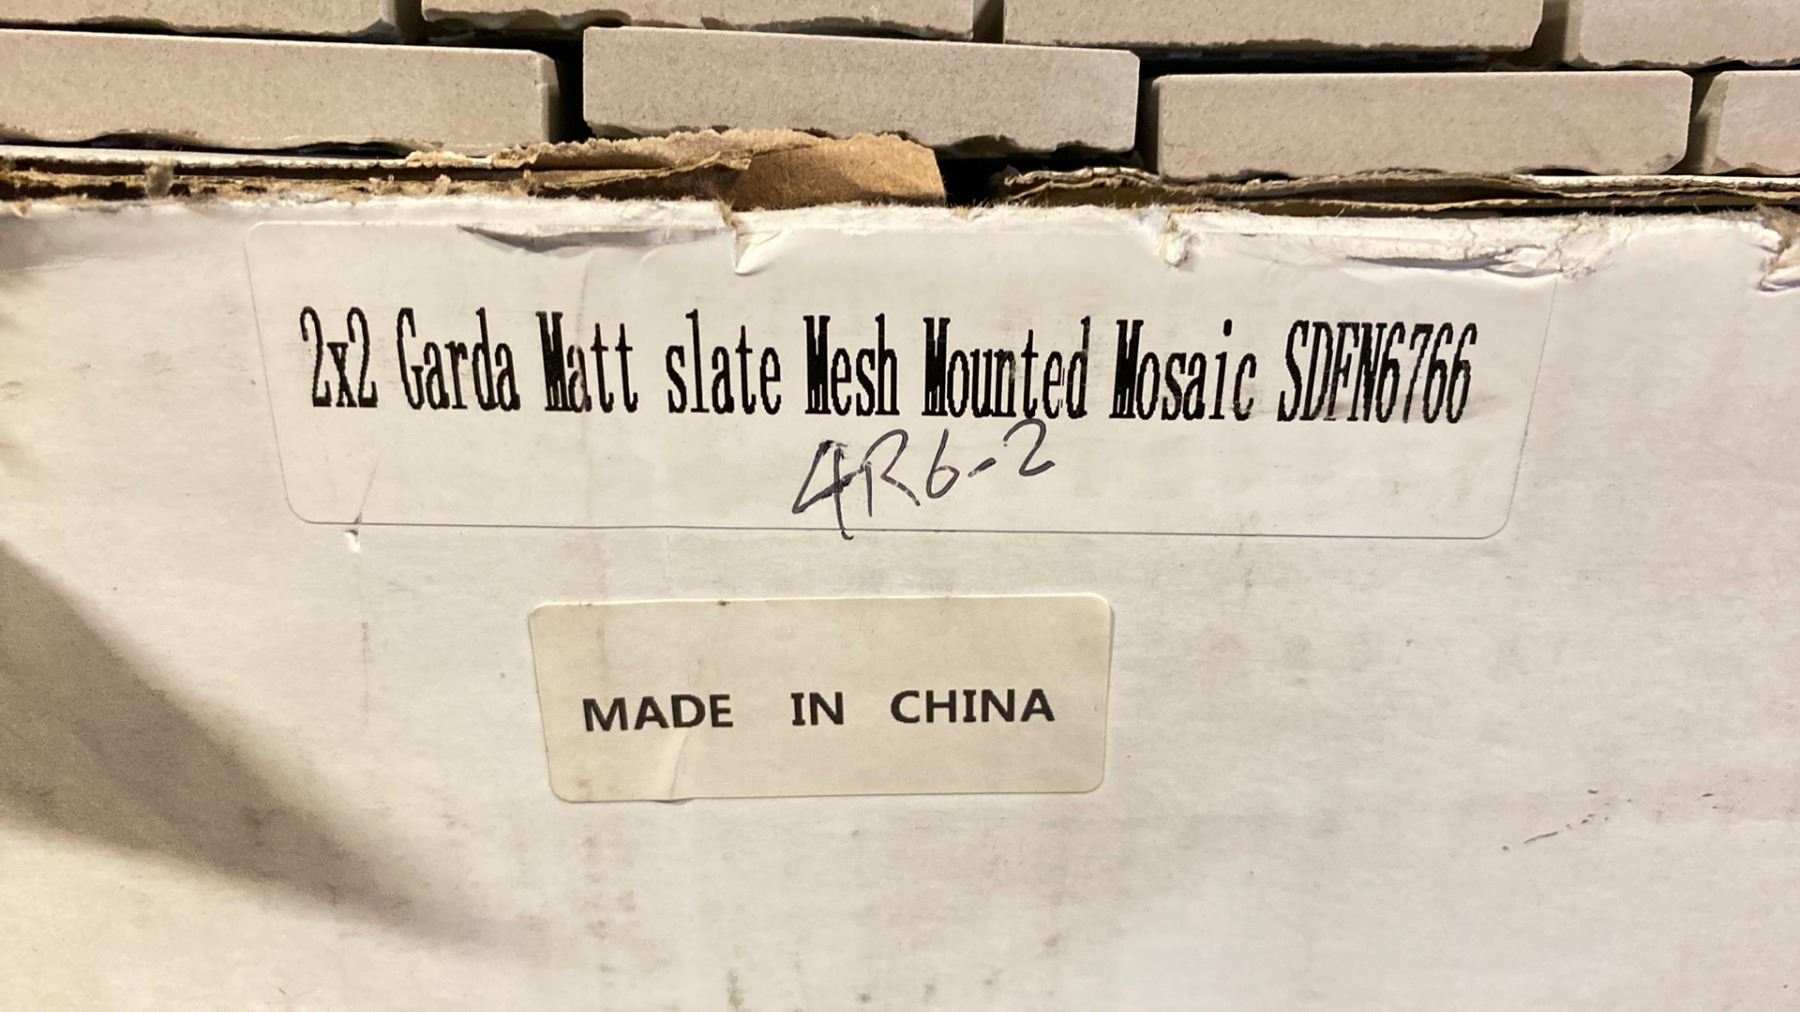 2x2 Garda Matt slate Mesh Mounted Mosaic SDFN6766
4R6-2
MADE IN CHINA